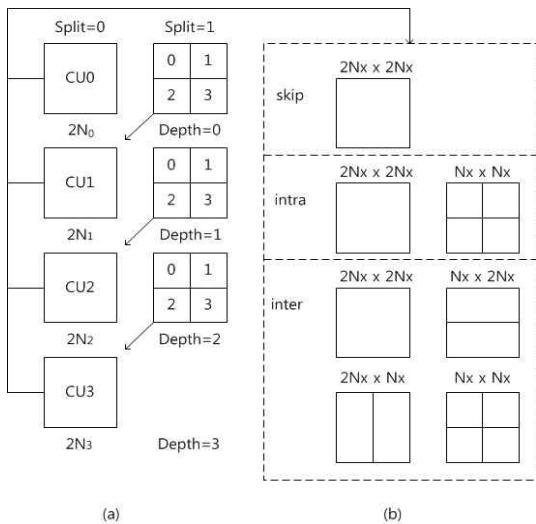 Split=0 Split=1
CU0
0 1
2 3
2N₀ Depth=0
CU1
0 1
2 3
2N₁ Depth=1
CU2
0 1
2 3
2N₂ Depth=2
CU3
2N₃ Depth=3
(a)
2Nx x 2Nx
skip
2Nx x 2Nx Nx x Nx
intra
2Nx x 2Nx Nx x 2Nx
inter
2Nx x Nx Nx x Nx
(b)